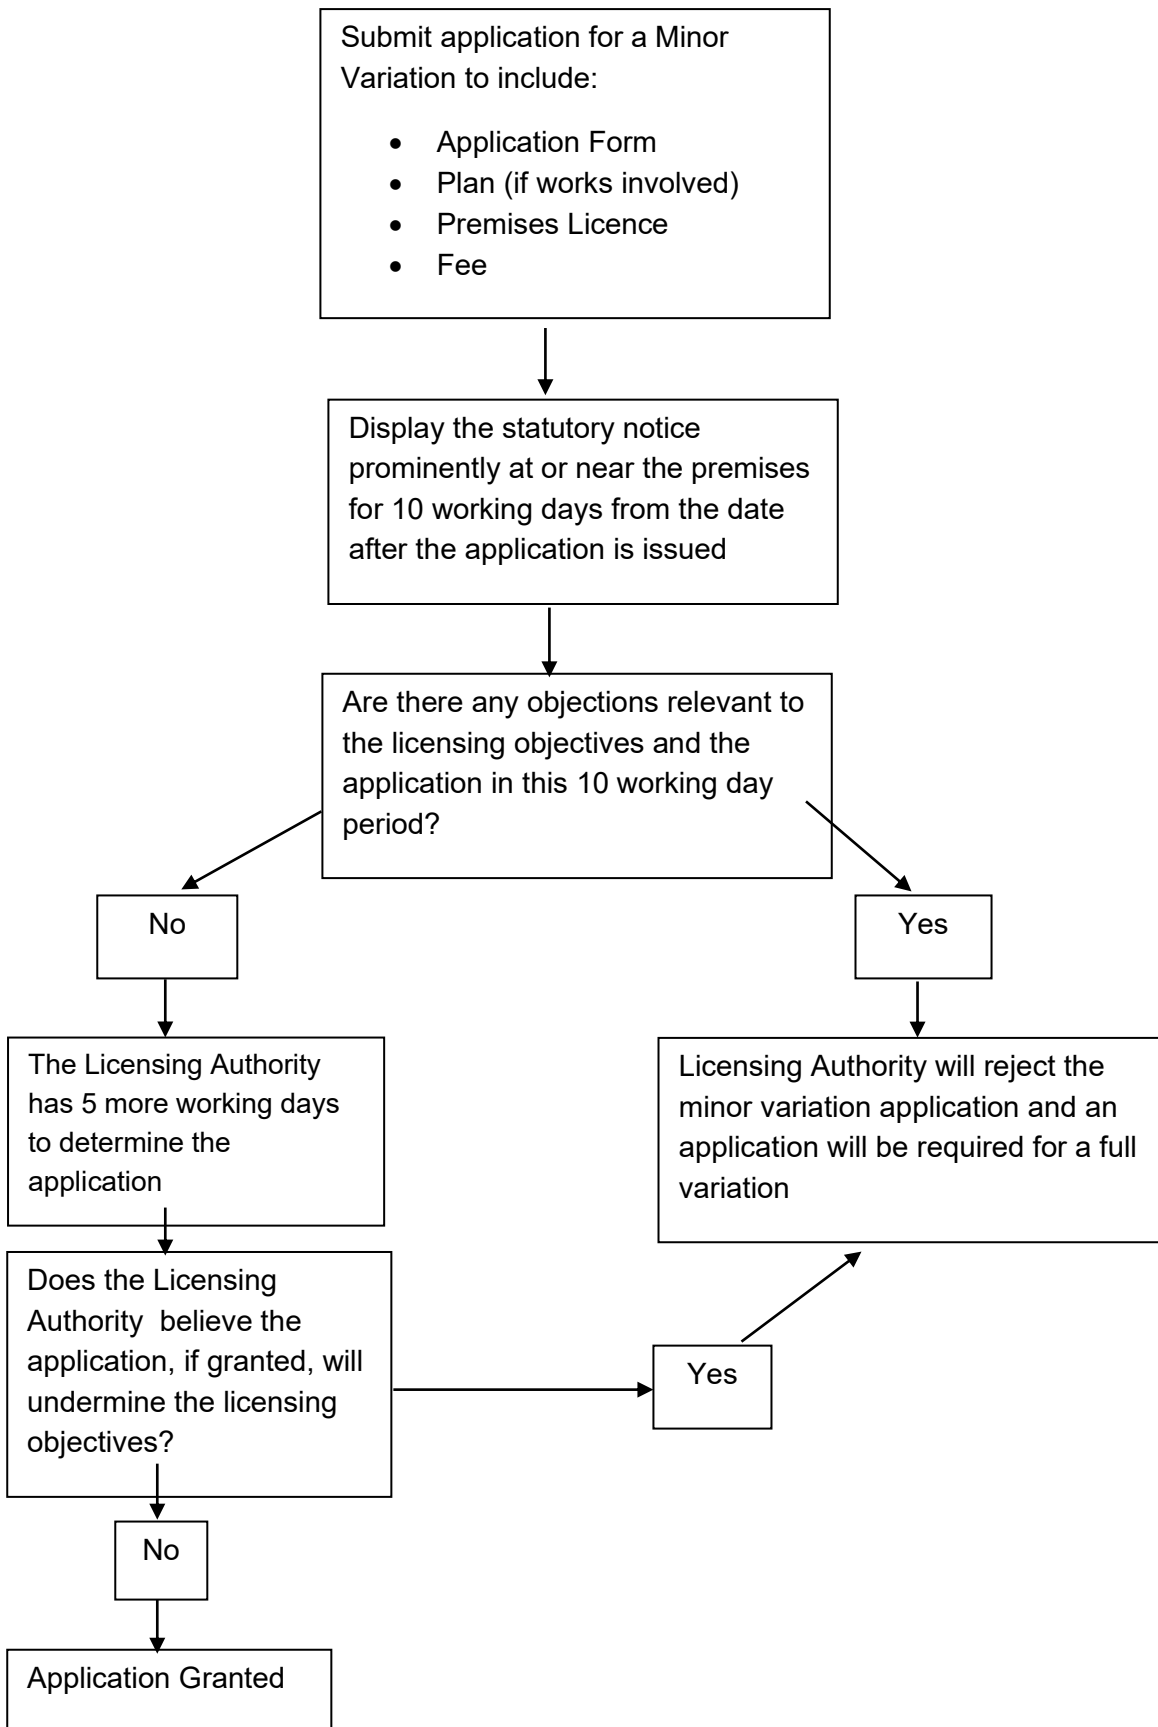 Submit application for a Minor
Variation to include:
• Application Form
• Plan (if works involved)
• Premises Licence
• Fee
Display the statutory notice
prominently at or near the premises
for 10 working days from the date
after the application is issued
Are there any objections relevant to
the licensing objectives and the
application in this 10 working day
period?
No
Yes
The Licensing Authority
has 5 more working days
to determine the
application
Licensing Authority will reject the
minor variation application and an
application will be required for a full
variation
Does the Licensing
Authority  believe the
application, if granted, will
undermine the licensing
objectives?
Yes
No
Application Granted